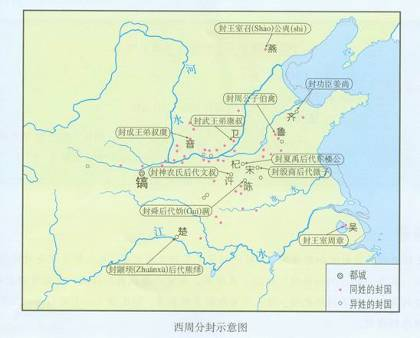 封王室召(Shao)公奭(shi)
燕
河
水
封功臣姜尚
齐
封周公子伯禽
鲁
封武王弟康叔
卫
封成王弟叔虞
晋
封夏禹后代东楼公
杞
宋
封殷商后代微子
封神农氏后代文叔
许
陈
镐
封舜后代妫(Guī)满
楚
江
水
吴
封王室周章
封颛顼(Zhuānxū)后代熊绎
都城
同姓的封国
异姓的封国
西周分封示意图